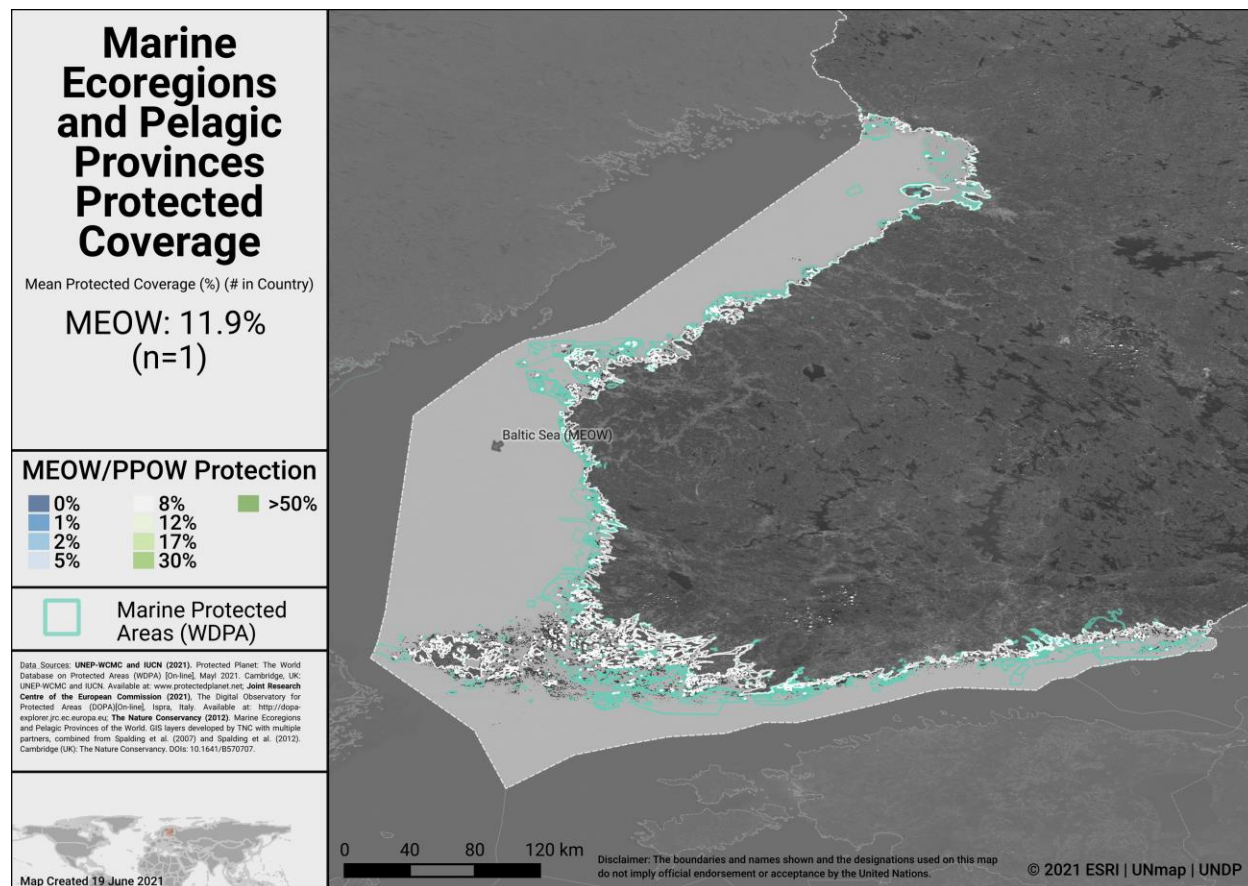 Marine
Ecoregions
and Pelagic
Provinces
Protected
Coverage
Mean Protected Coverage (%) (# in Country)
MEOW: 11.9%
(n=1)
MEOW/PPOW Protection
0%
1%
2%
5%
8%
12%
17%
30%
>50%
Marine Protected
Areas (WDPA)
Data Sources: UNEP-WCMC and IUCN (2021). Protected Planet: The World
Database on Protected Areas (WDPA) [On-line], Mayl 2021. Cambridge, UK:
UNEP-WCMC and IUCN. Available at: www.protectedplanet.net; Joint Research
Centre of the European Commission (2021), The Digital Observatory for
Protected Areas (DOPA)[On-line], Ispra, Italy. Available at: http://dopa-
explorer.jrc.ec.europa.eu; The Nature Conservancy (2012). Marine Ecoregions
and Pelagic Provinces of the World. GIS layers developed by TNC with multiple
partners, combined from Spalding et al. (2007) and Spalding et al. (2012).
Cambridge (UK): The Nature Conservancy. DOIs: 10.1641/B570707.
Map Created 19 June 2021
Baltic Sea (MEOW)
0 40 80 120 km
Disclaimer: The boundaries and names shown and the designations used on this map
do not imply official endorsement or acceptance by the United Nations.
© 2021 ESRI | UNmap | UNDP